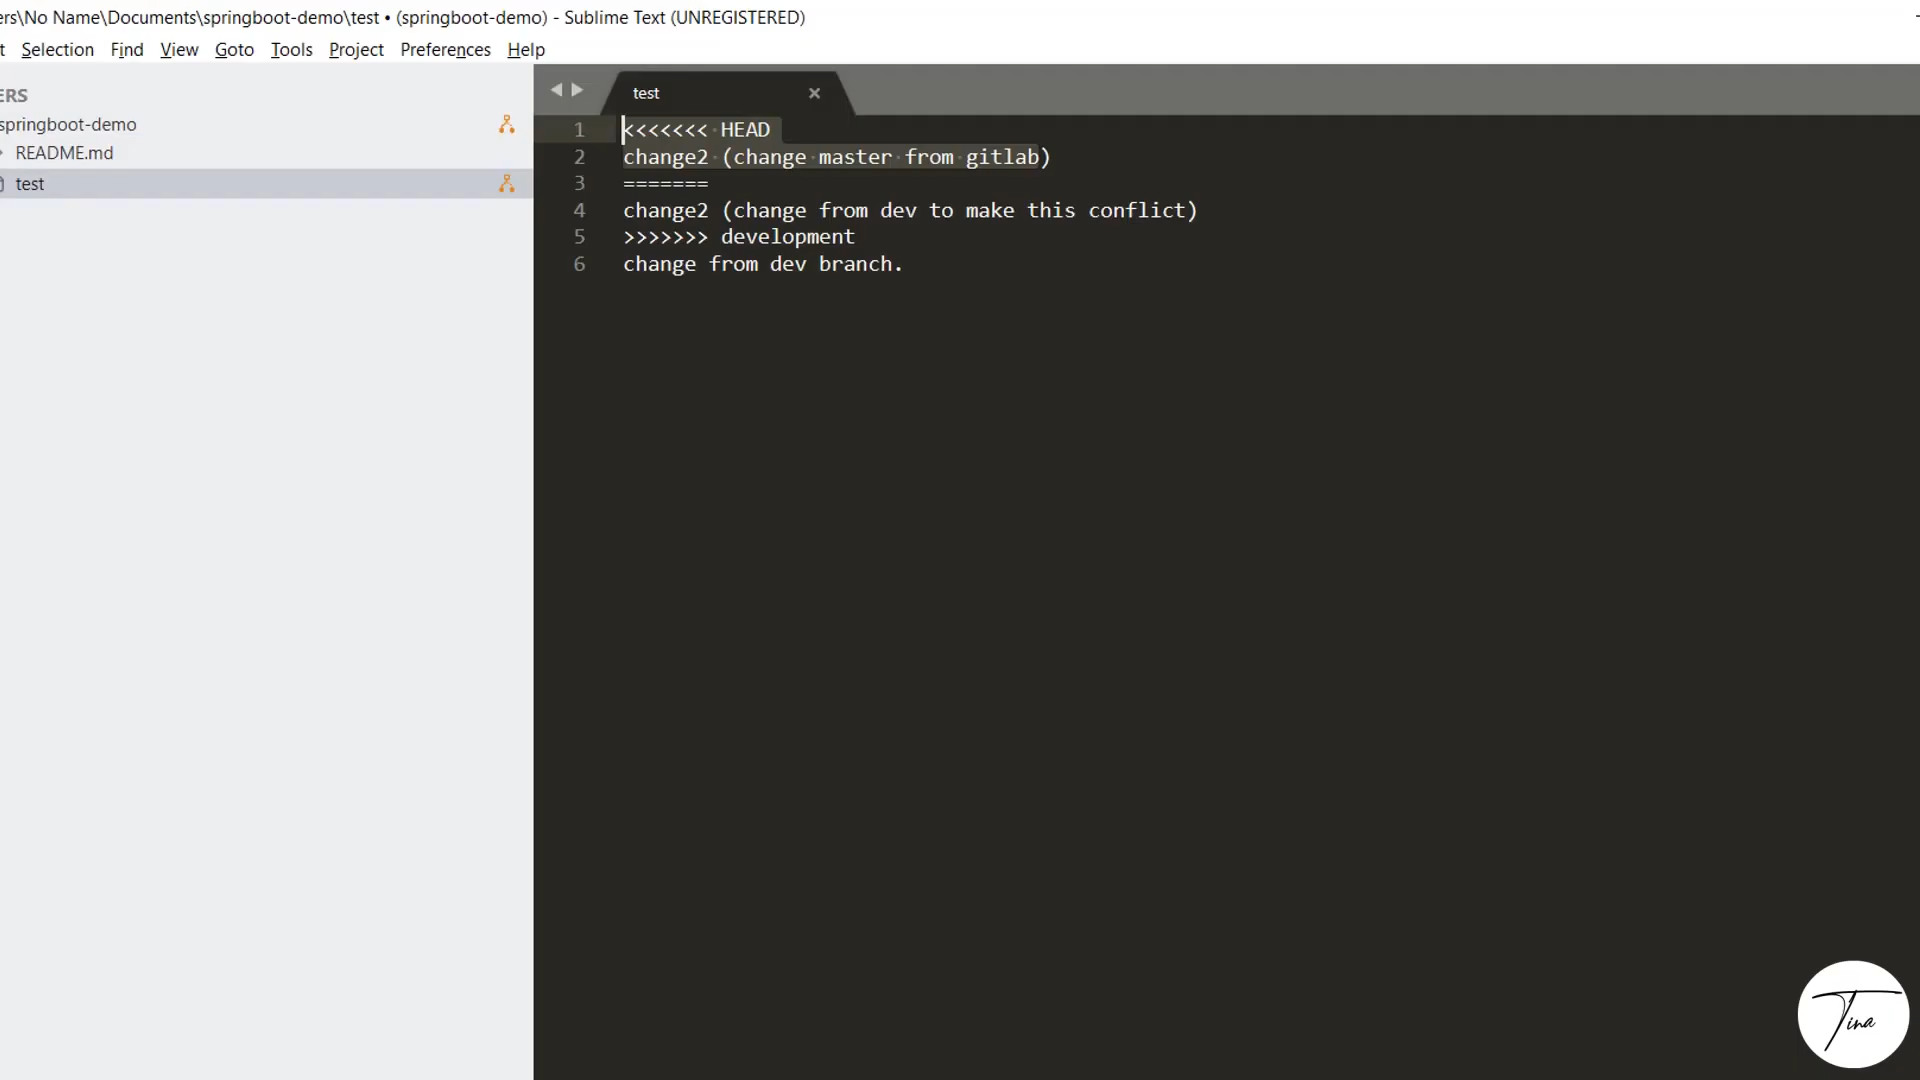 ers\No Name\Documents\springboot-demo\test • (springboot-demo) - Sublime Text (UNREGISTERED)
t Selection Find View Goto Tools Project Preferences Help
ERS
springboot-demo
README.md
test
test
1 <<<<<<< HEAD
2 change2 (change master from gitlab)
3 =======
4 change2 (change from dev to make this conflict)
5 >>>>>>> development
6 change from dev branch.
Tina